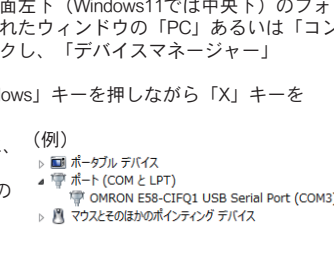 面左下（Windows11では中央下）のフォ
れたウィンドウの「PC」あるいは「コン
クし、「デバイスマネージャー」
ows」キーを押しながら「X」キーを
、
の
（例）
ポータブル デバイス
ポート (COM と LPT)
OMRON E58-CIFQ1 USB Serial Port (COM3)
マウスとそのほかのポインティング デバイス